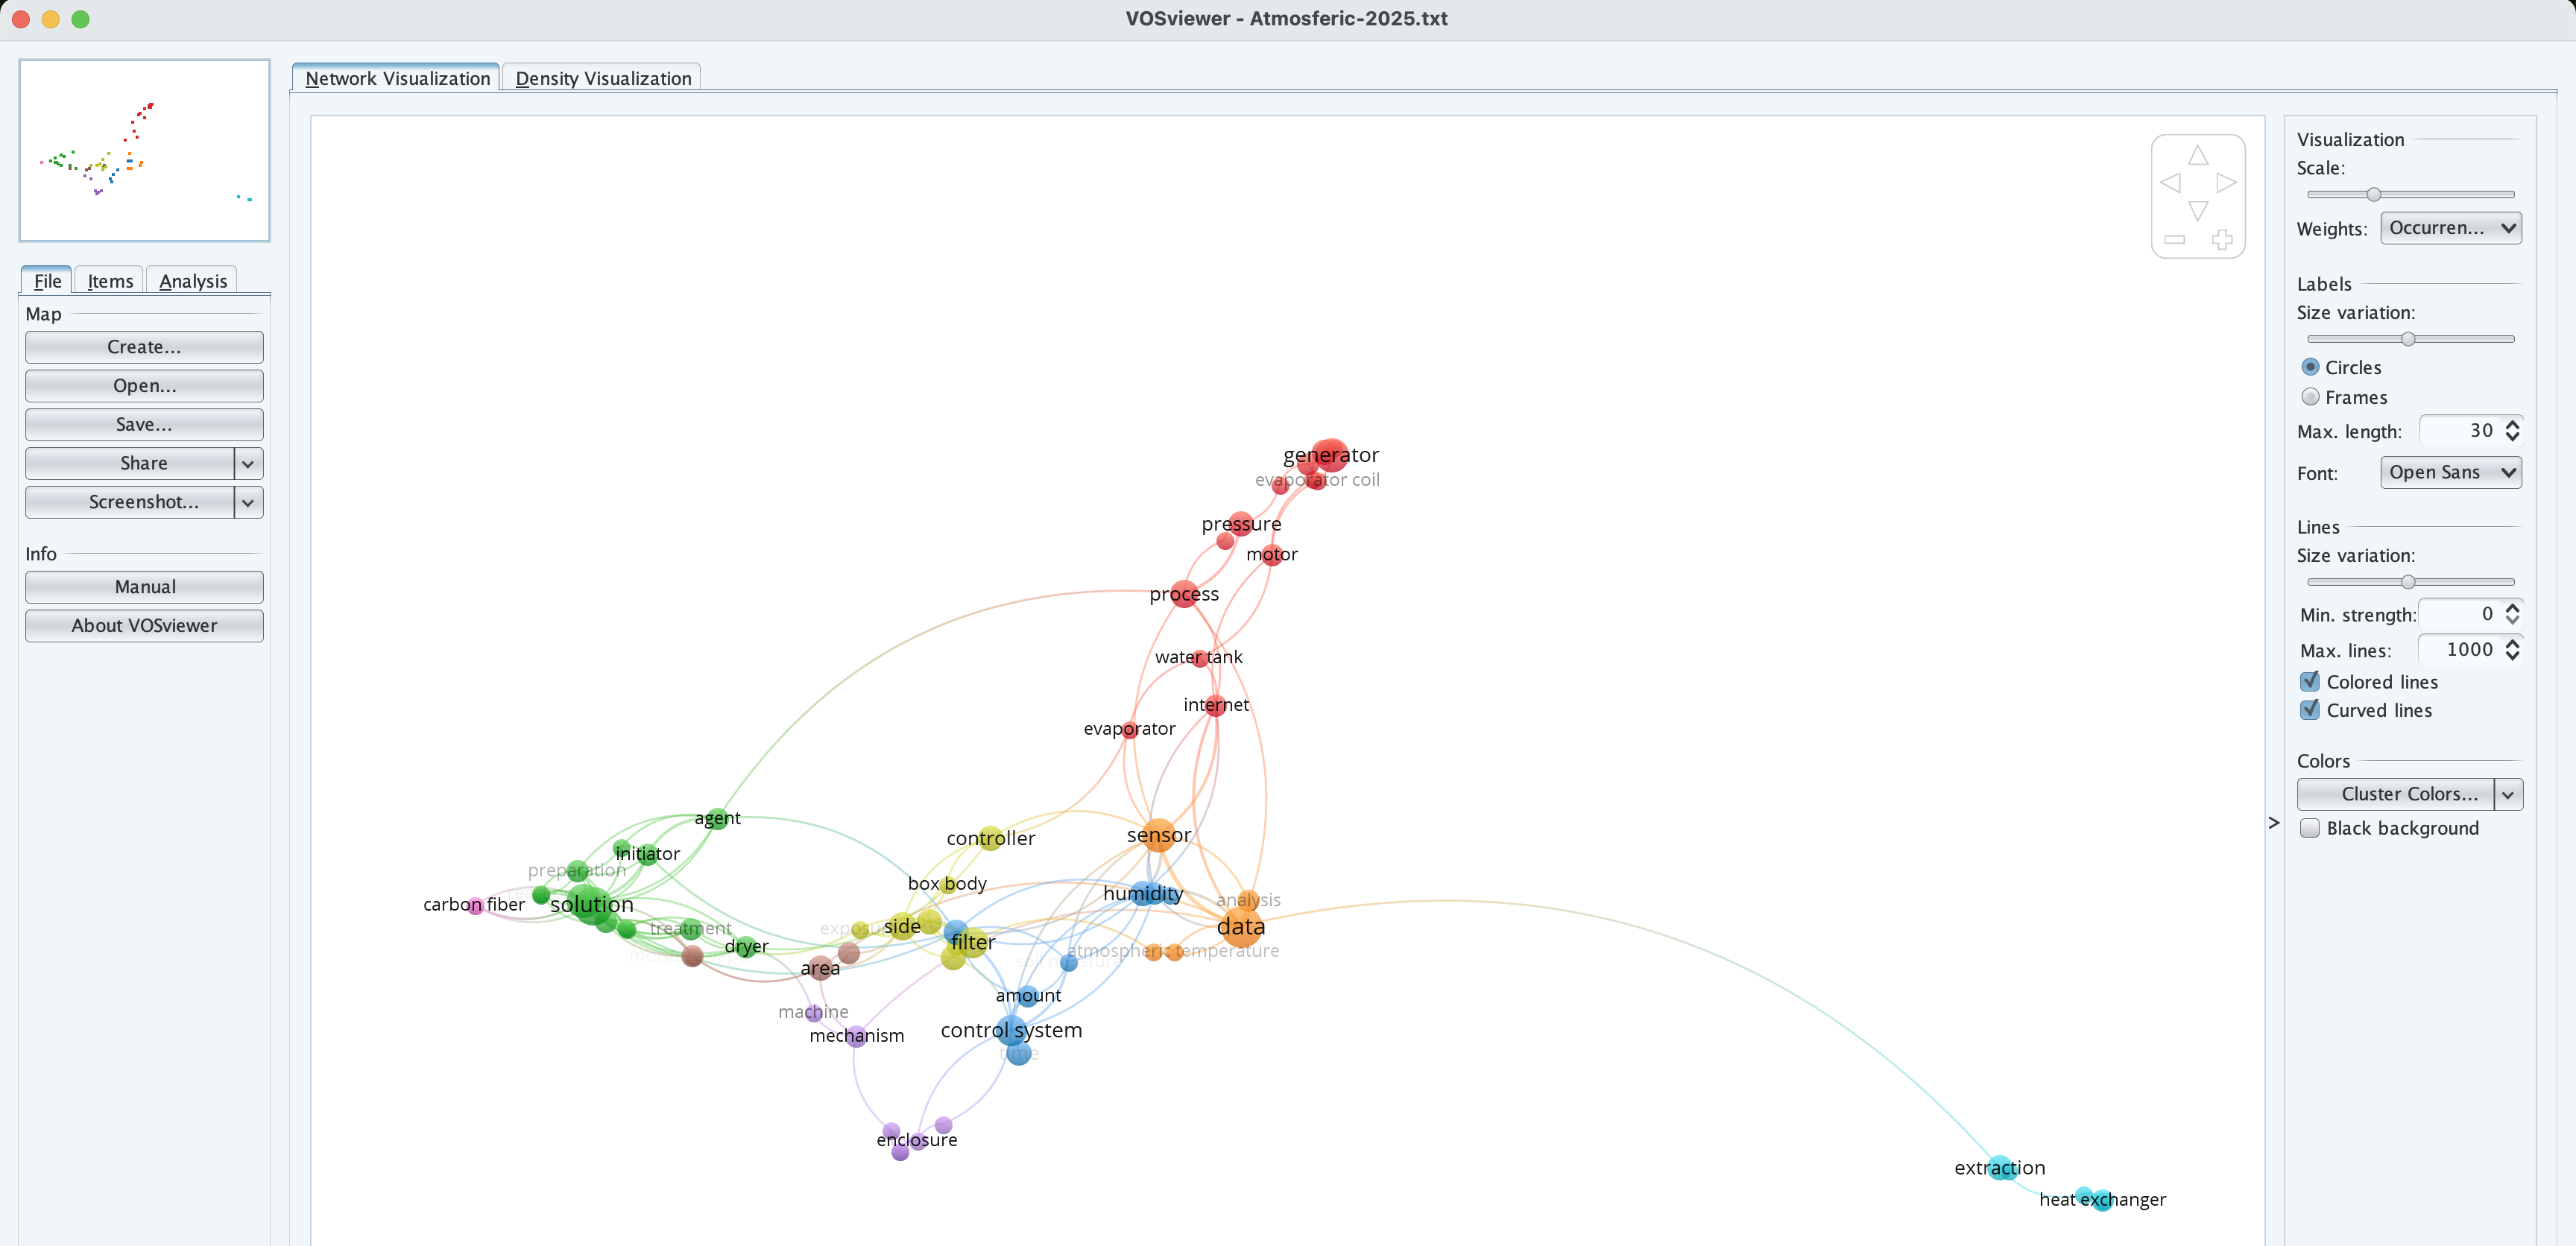 VOSviewer - Atmosferic-2025.txt
Network Visualization
Density Visualization
File
Items
Analysis
Map
Create...
Open...
Save...
Share
Screenshot...
Info
Manual
About VOSviewer
generator
evaporator coil
pressure
motor
process
water tank
internet
evaporator
agent
controller
sensor
initiator
preparation
box body
humidity
analysis
carbon fiber
solution
treatment
side
data
dryer
filter
atmospheric temperature
area
soil moisture
amount
machine
mechanism
control system
time
enclosure
extraction
heat exchanger
>
Visualization
Scale:
Weights: Occurren...
Labels
Size variation:
Circles
Frames
Max. length: 30
Font: Open Sans
Lines
Size variation:
Min. strength: 0
Max. lines: 1000
Colored lines
Curved lines
Colors
Cluster Colors...
Black background